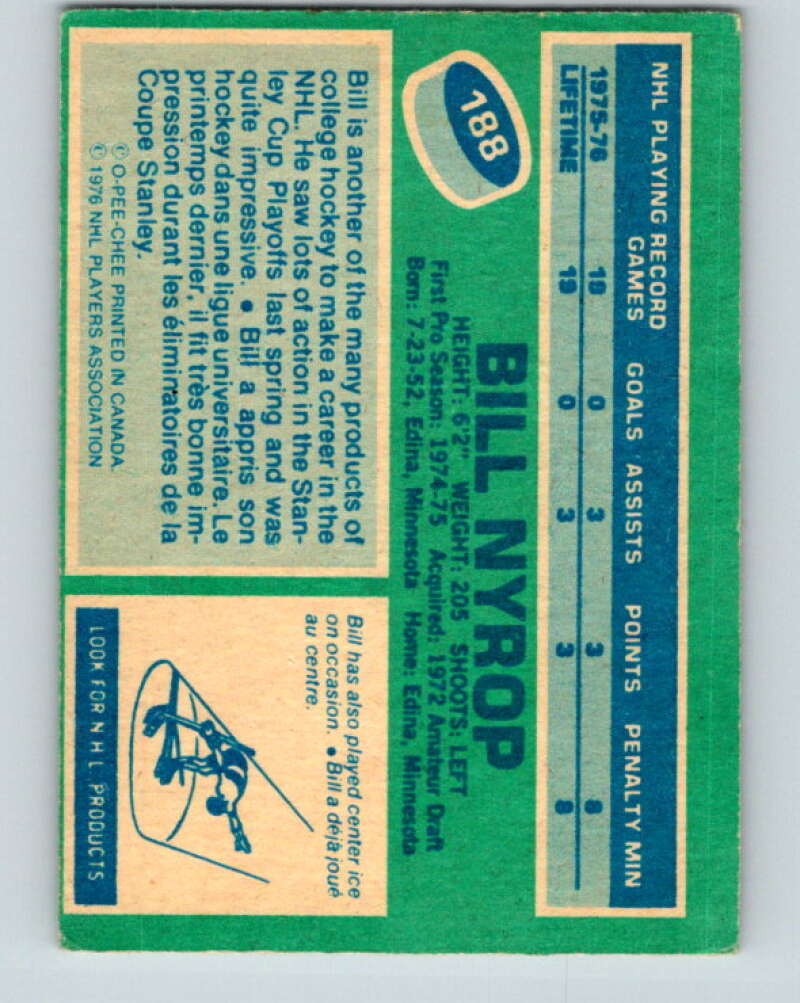 NHL PLAYING RECORD
GAMES GOALS ASSISTS POINTS PENALTY MIN
1975-76 19 0 3 3 8
LIFETIME 19 0 3 3 8
188
BILL NYROP
HEIGHT: 6'2" WEIGHT: 205 SHOOTS: LEFT
First Pro Season: 1974-75 Acquired: 1972 Amateur Draft
Born: 7-23-52, Edina, Minnesota Home: Edina, Minnesota
Bill is another of the many products of
college hockey to make a career in the
NHL. He saw lots of action in the Stan-
ley Cup Playoffs last spring and was
quite impressive. • Bill a appris son
hockey dans une ligue universitaire. Le
printemps dernier, il fit très bonne im-
pression durant les éliminatoires de la
Coupe Stanley.
© O-PEE-CHEE PRINTED IN CANADA.
© 1976 NHL PLAYERS ASSOCIATION
Bill has also played center ice
on occasion. • Bill a déjà joué
au centre.
LOOK FOR N H L PRODUCTS